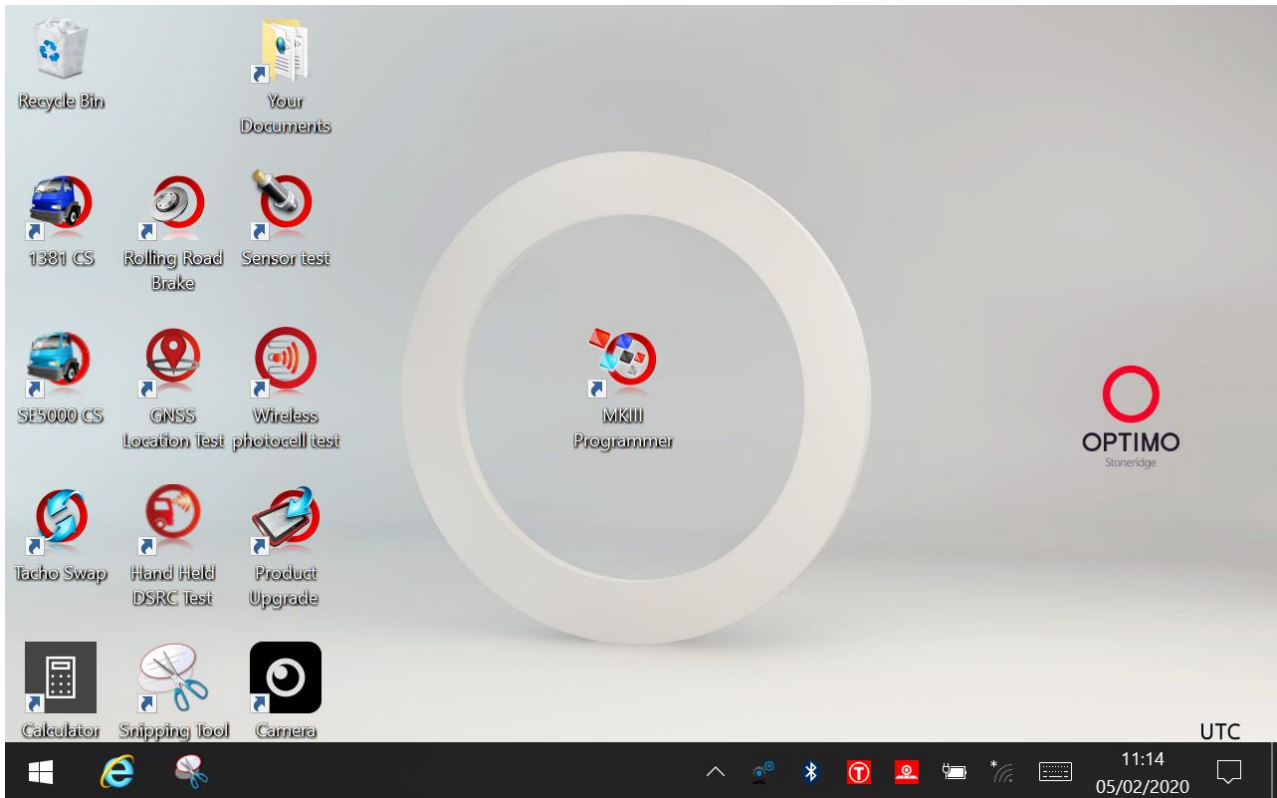 Recycle Bin
Your
Documents
1381 CS
Rolling Road
Brake
Sensor test
SE5000 CS
GNSS
Location Test
Wireless
photocell test
MKIII
Programmer
OPTIMO
Stoneridge
Tacho Swap
Hand Held
DSRC Test
Product
Upgrade
Calculator
Snipping Tool
Camera
UTC
T
11:14
05/02/2020